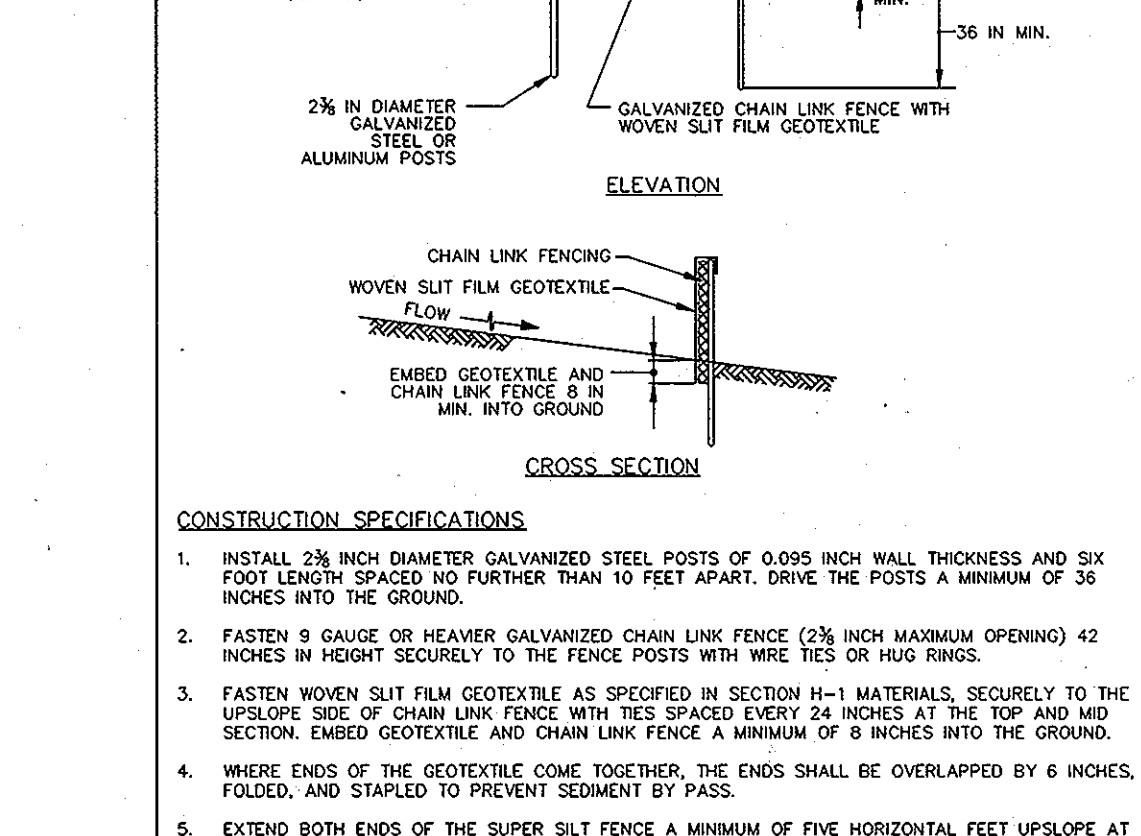 MIN.
36 IN MIN.
2⅜ IN DIAMETER
GALVANIZED
STEEL OR
ALUMINUM POSTS
GALVANIZED CHAIN LINK FENCE WITH
WOVEN SLIT FILM GEOTEXTILE
ELEVATION
CHAIN LINK FENCING
WOVEN SLIT FILM GEOTEXTILE
FLOW
EMBED GEOTEXTILE AND
CHAIN LINK FENCE 8 IN
MIN. INTO GROUND
CROSS SECTION
CONSTRUCTION SPECIFICATIONS
1. INSTALL 2⅜ INCH DIAMETER GALVANIZED STEEL POSTS OF 0.095 INCH WALL THICKNESS AND SIX
FOOT LENGTH SPACED NO FURTHER THAN 10 FEET APART. DRIVE THE POSTS A MINIMUM OF 36
INCHES INTO THE GROUND.
2. FASTEN 9 GAUGE OR HEAVIER GALVANIZED CHAIN LINK FENCE (2⅜ INCH MAXIMUM OPENING) 42
INCHES IN HEIGHT SECURELY TO THE FENCE POSTS WITH WIRE TIES OR HUG RINGS.
3. FASTEN WOVEN SLIT FILM GEOTEXTILE AS SPECIFIED IN SECTION H-1 MATERIALS, SECURELY TO THE
UPSLOPE SIDE OF CHAIN LINK FENCE WITH TIES SPACED EVERY 24 INCHES AT THE TOP AND MID
SECTION. EMBED GEOTEXTILE AND CHAIN LINK FENCE A MINIMUM OF 8 INCHES INTO THE GROUND.
4. WHERE ENDS OF THE GEOTEXTILE COME TOGETHER, THE ENDS SHALL BE OVERLAPPED BY 6 INCHES,
FOLDED, AND STAPLED TO PREVENT SEDIMENT BY PASS.
5. EXTEND BOTH ENDS OF THE SUPER SILT FENCE A MINIMUM OF FIVE HORIZONTAL FEET UPSLOPE AT